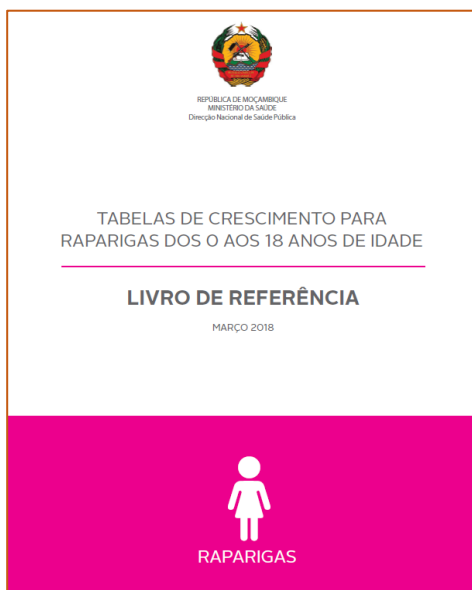 REPÚBLICA DE MOÇAMBIQUE
MINISTÉRIO DA SAÚDE
Direcção Nacional de Saúde Pública
TABELAS DE CRESCIMENTO PARA
RAPARIGAS DOS 0 AOS 18 ANOS DE IDADE
LIVRO DE REFERÊNCIA
MARÇO 2018
RAPARIGAS